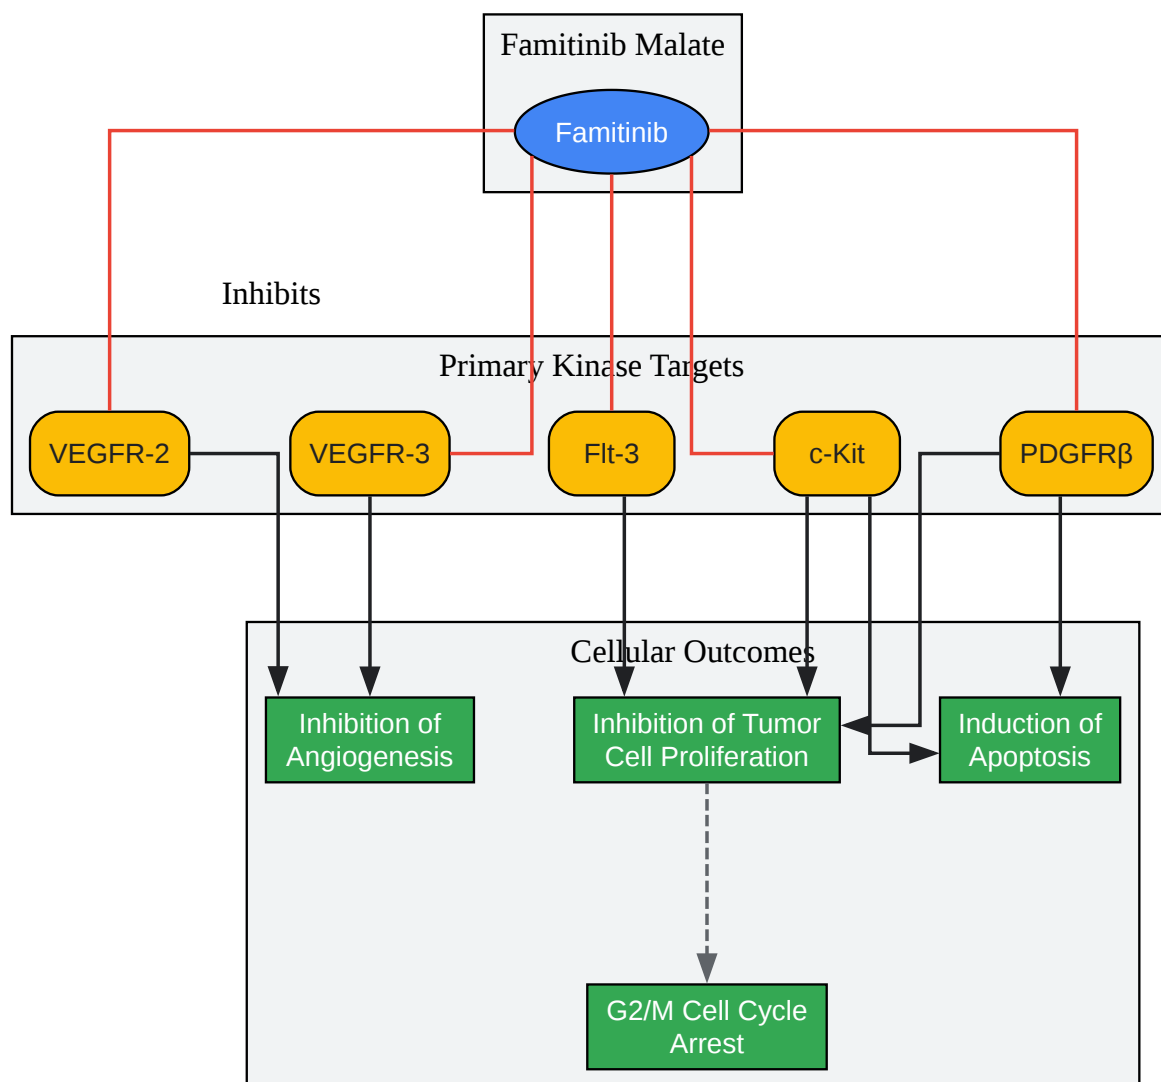 Famitinib Malate
Famitinib
Inhibits
Primary Kinase Targets
VEGFR-2
VEGFR-3
Flt-3
c-Kit
PDGFRβ
Cellular Outcomes
Inhibition of
Angiogenesis
Inhibition of Tumor
Cell Proliferation
Induction of
Apoptosis
G2/M Cell Cycle
Arrest